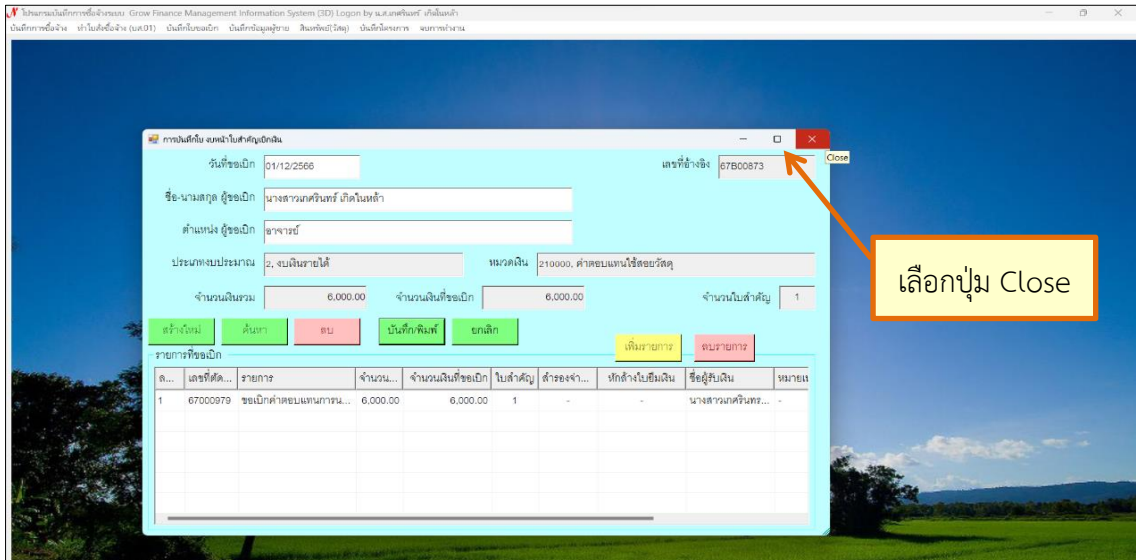 โปรแกรมบันทึกการซื้อจ้างระบบ Grow Finance Management Information System (3D) Logon by น.ส.เกศรินทร์ เกิดในหล้า
บันทึกการซื้อจ้าง ทำใบสั่งซื้อจ้าง (บส.01) บันทึกใบขอเบิก บันทึกข้อมูลผู้ขาย สินทรัพย์(วัสดุ) บันทึกโครงการ จบการทำงาน
การบันทึกใบ งบหน้าใบสำคัญเบิกเงิน
Close
วันที่ขอเบิก 01/12/2566 เลขที่อ้างอิง 67B00873
ชื่อ-นามสกุล ผู้ขอเบิก นางสาวเกศรินทร์ เกิดในหล้า
ตำแหน่ง ผู้ขอเบิก อาจารย์
ประเภทงบประมาณ 2, งบเงินรายได้ หมวดเงิน 210000, ค่าตอบแทนใช้สอยวัสดุ
เลือกปุ่ม Close
จำนวนเงินรวม 6,000.00 จำนวนเงินที่ขอเบิก 6,000.00 จำนวนใบสำคัญ 1
สร้างใหม่ ค้นหา ลบ บันทึก/พิมพ์ ยกเลิก เพิ่มรายการ ลบรายการ
รายการที่ขอเบิก
ล... เลขที่ตัด... รายการ จำนวน... จำนวนเงินที่ขอเบิก ใบสำคัญ สำรองจ่า... หักล้างใบยืมเงิน ชื่อผู้รับเงิน หมายเ
1 67000979 ขอเบิกค่าตอบแทนการน... 6,000.00 6,000.00 1 - - นางสาวเกศรินทร... -